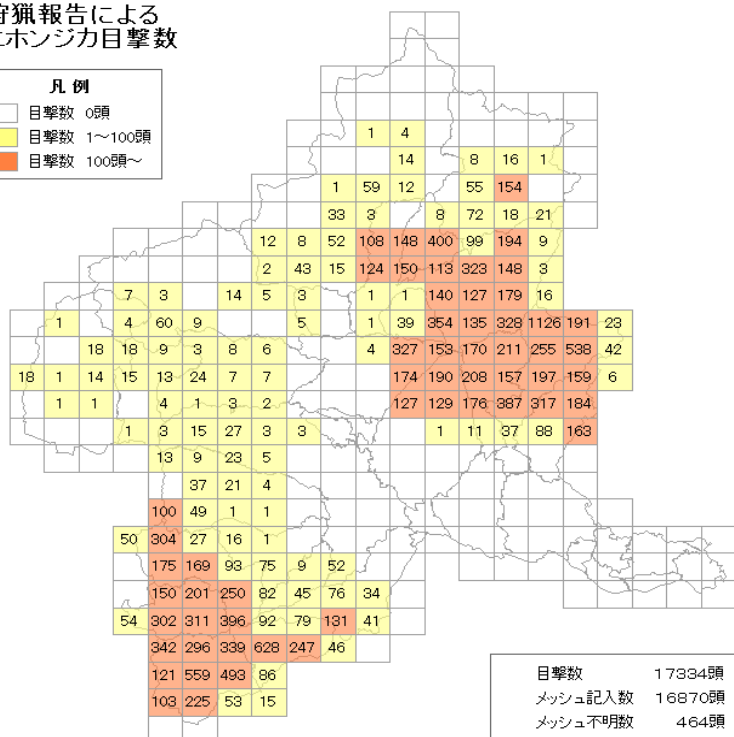 狩猟報告による
ニホンジカ目撃数
凡 例
目撃数 0頭
目撃数 1～100頭
目撃数 100頭～
1 4
14 8 16 1
1 59 12 55 154
33 3 8 72 18 21
12 8 52 108 148 400 99 194 9
2 43 15 124 150 113 323 148 3
7 3 14 5 3 1 1 140 127 179 16
1 4 60 9 5 1 39 354 135 328 1126 191 23
18 18 9 3 8 6 4 327 153 170 211 255 538 42
18 1 14 15 13 24 7 7 174 190 208 157 197 159 6
1 1 4 1 3 2 127 129 176 387 317 184
1 3 15 27 3 3 1 11 37 88 163
13 9 23 5
37 21 4
100 49 1 1
50 304 27 16 1
175 169 93 75 9 52
150 201 250 82 45 76 34
54 302 311 396 92 79 131 41
342 296 339 628 247 46
121 559 493 86
103 225 53 15
目撃数 17334頭
メッシュ記入数 16870頭
メッシュ不明数 464頭